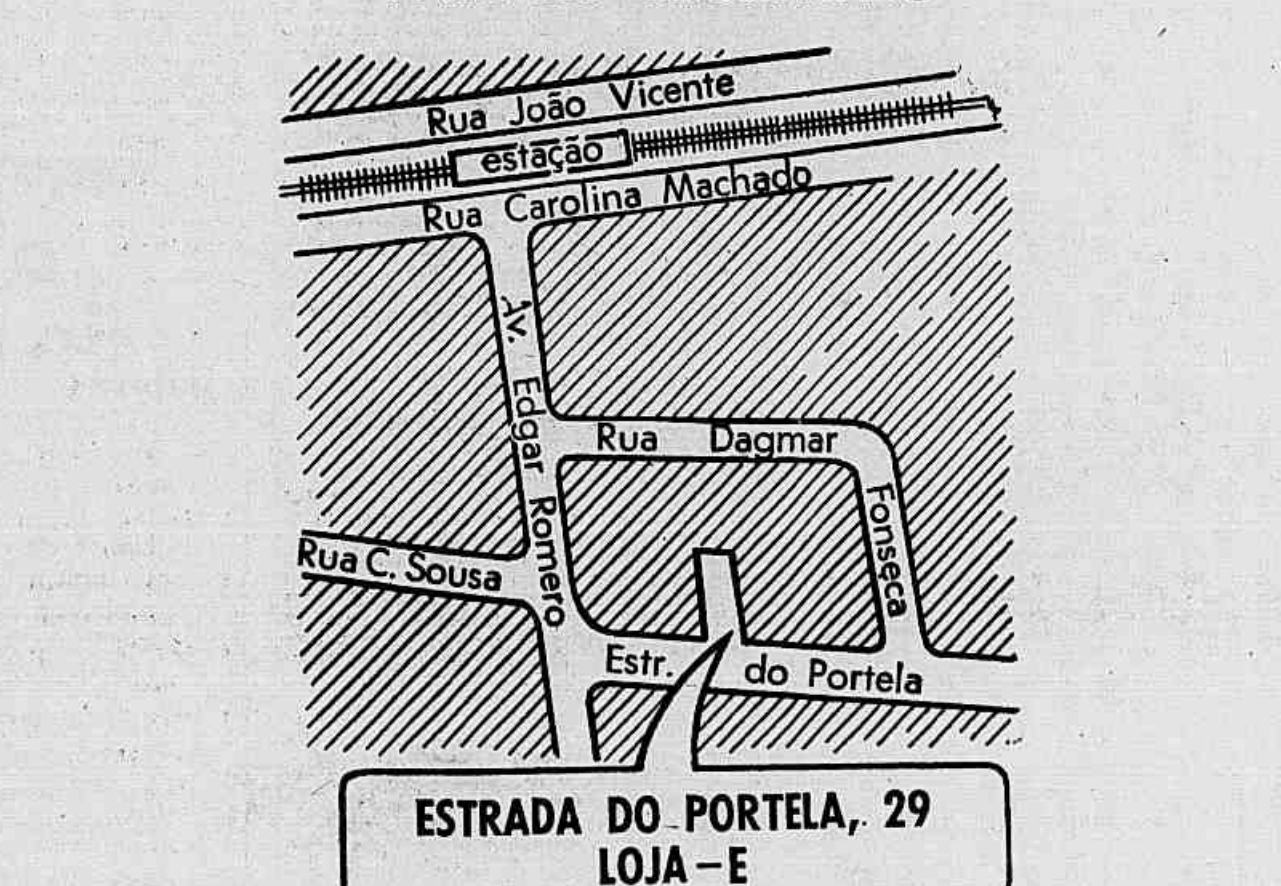 Rua João Vicente
estação
Rua Carolina Machado
Av. Edgar Romero
Rua Dagmar
Fonseca
Rua C. Sousa
Estr. do Portela
ESTRADA DO PORTELA, 29
LOJA-E